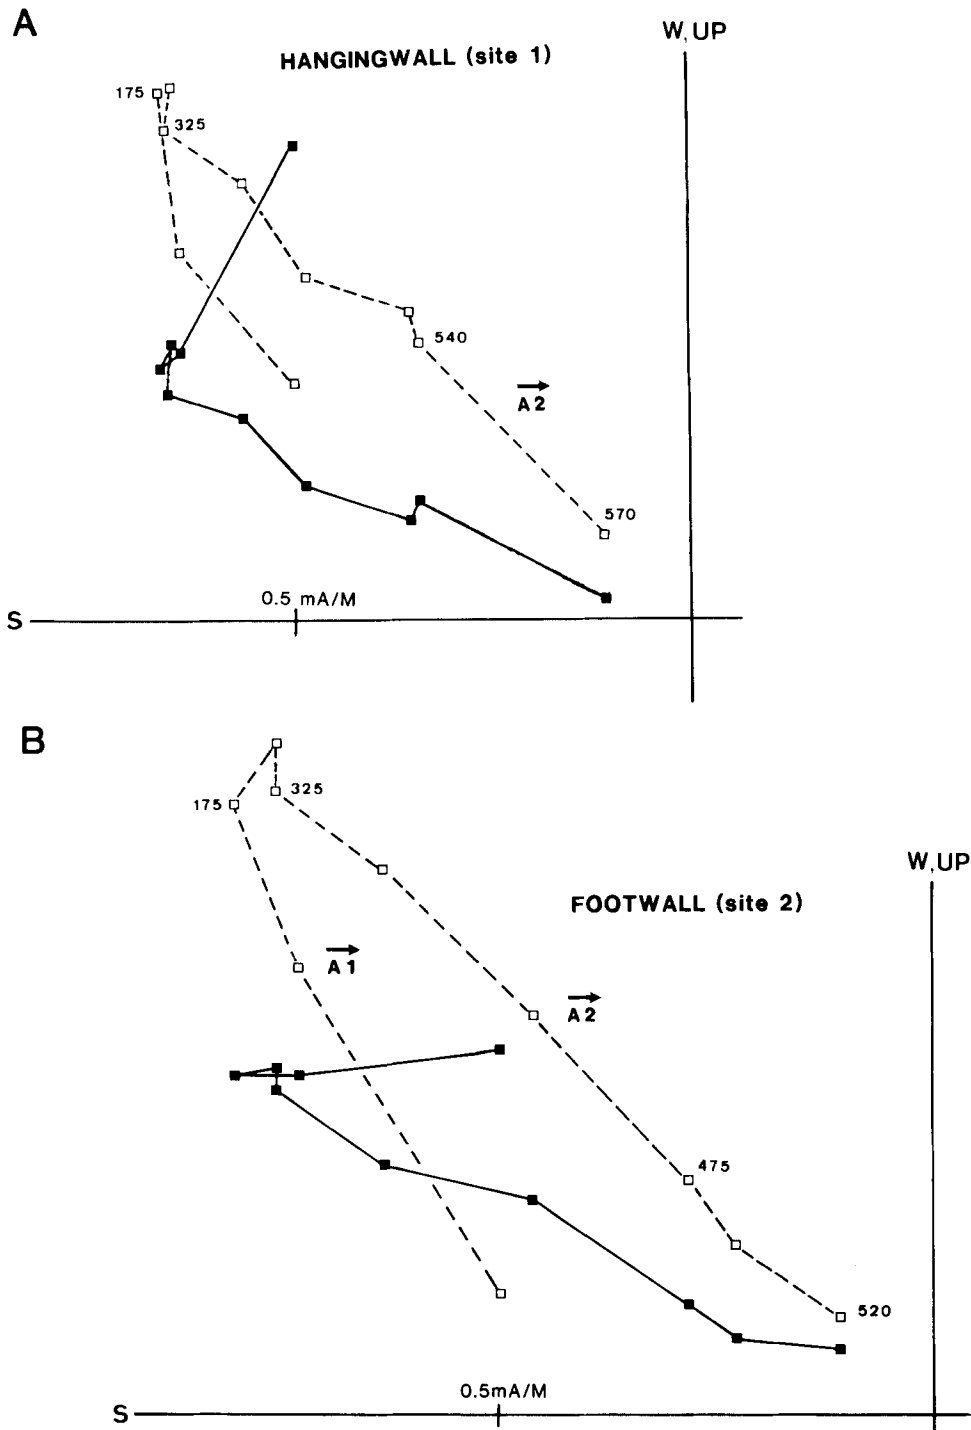 A
W, UP
HANGINGWALL (site 1)
175
325
540
A2
570
0.5 mA/M
S
B
325
175
W, UP
FOOTWALL (site 2)
A1
A2
475
520
0.5mA/M
S